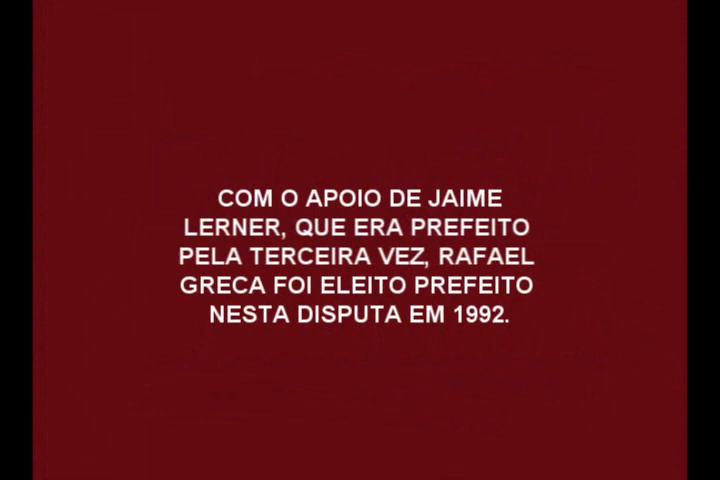 COM O APOIO DE JAIME
LERNER, QUE ERA PREFEITO
PELA TERCEIRA VEZ, RAFAEL
GRECA FOI ELEITO PREFEITO
NESTA DISPUTA EM 1992.